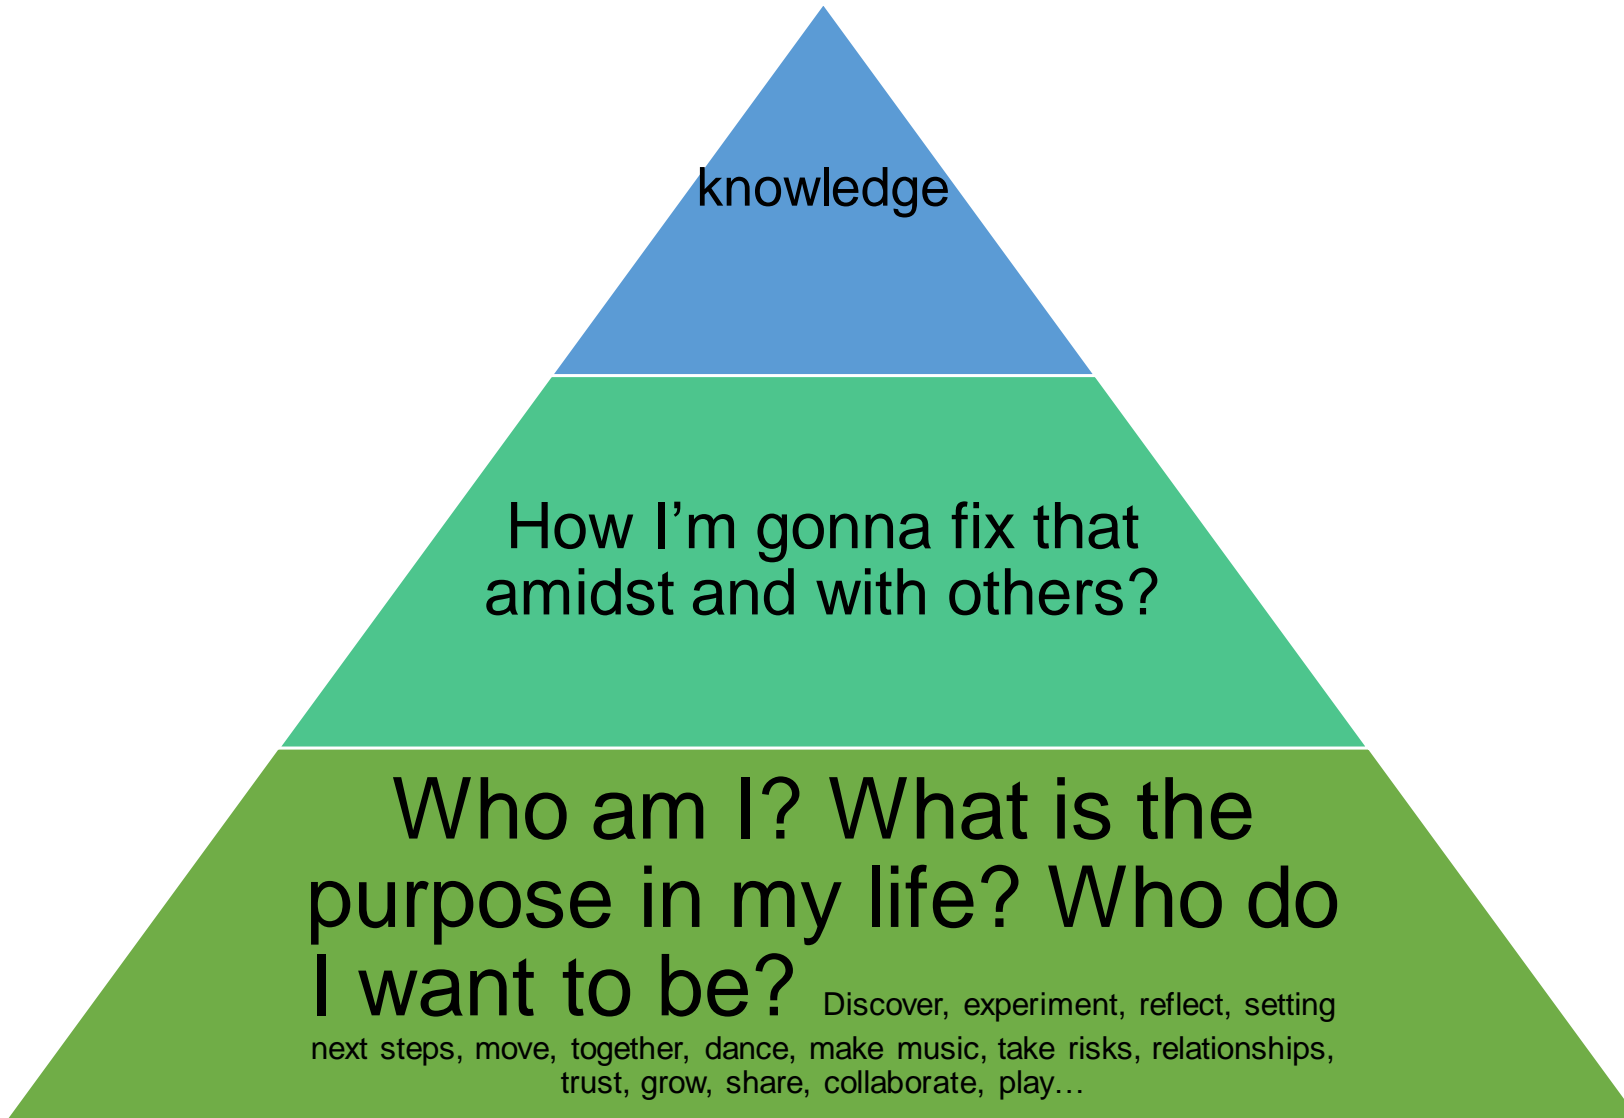 knowledge
How I’m gonna fix that
amidst and with others?
Who am I? What is the
purpose in my life? Who do
I want to be? Discover, experiment, reflect, setting
next steps, move, together, dance, make music, take risks, relationships,
trust, grow, share, collaborate, play…